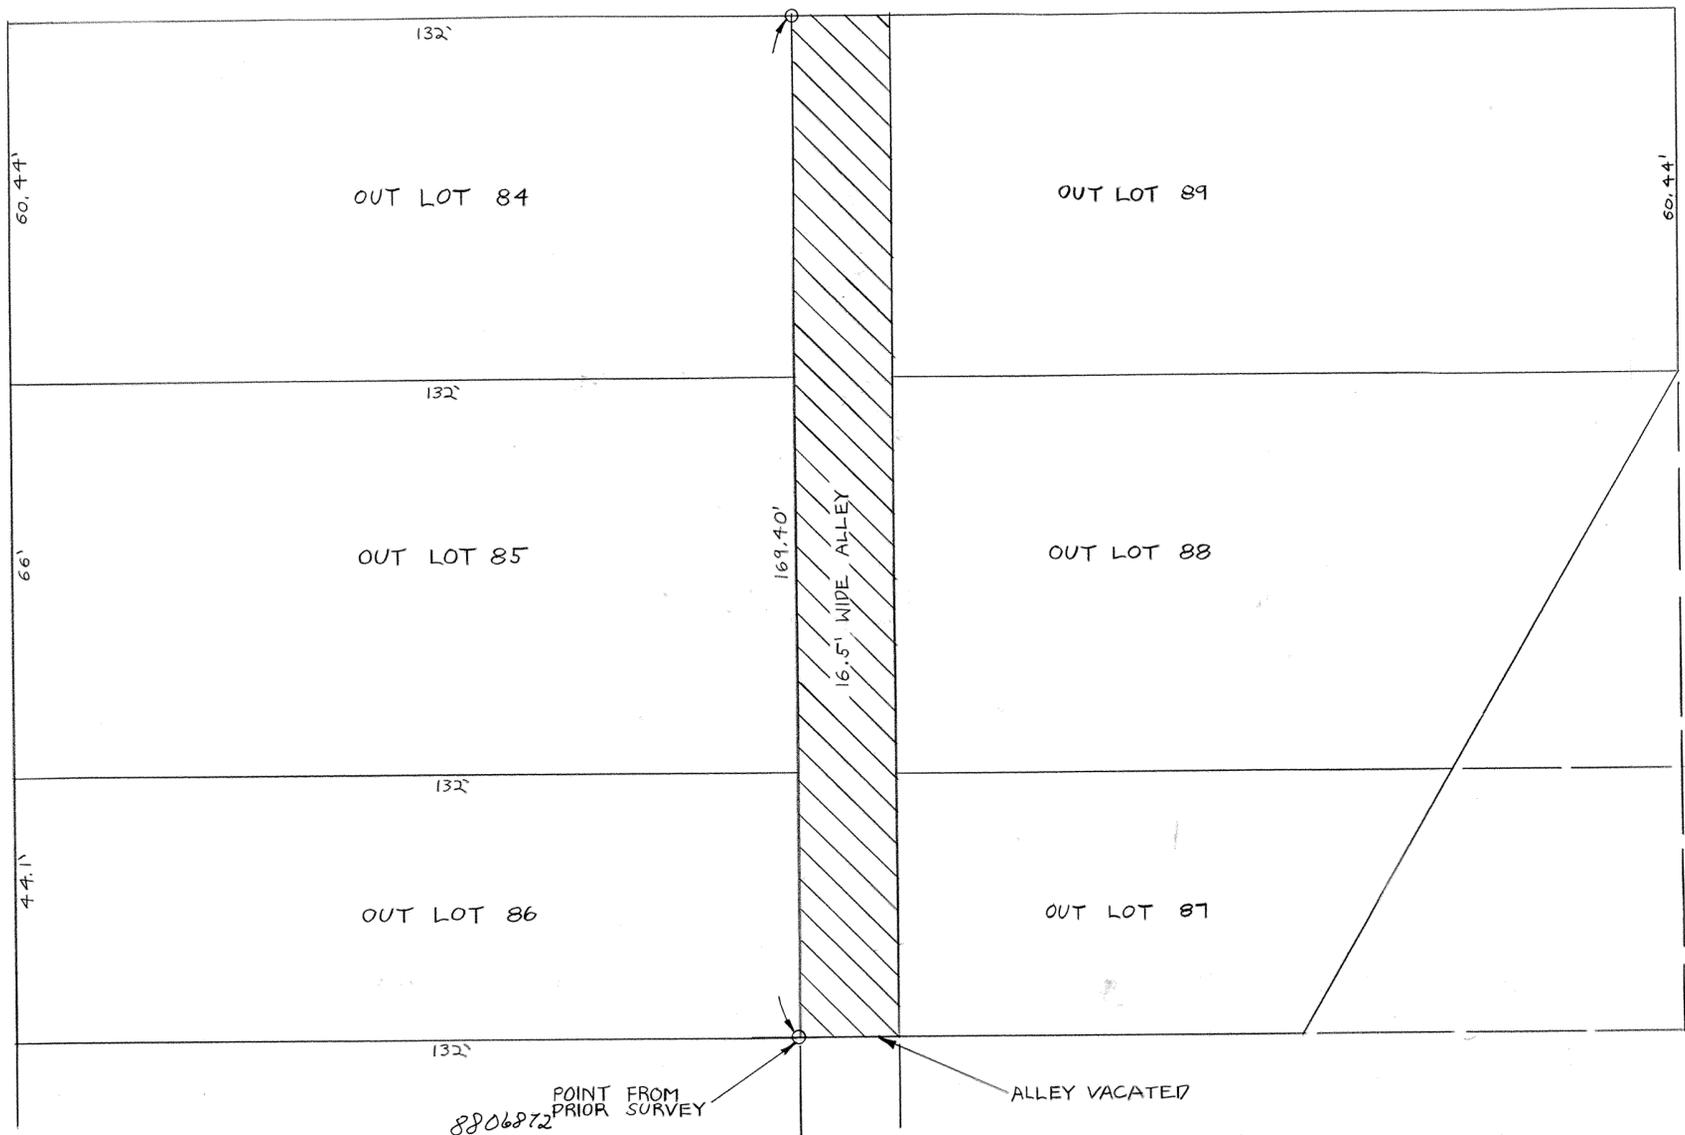 132'
60.44'
OUT LOT 84
OUT LOT 89
60.44'
132'
66'
OUT LOT 85
169.40'
16.5' WIDE ALLEY
OUT LOT 88
132'
44.1'
OUT LOT 86
OUT LOT 87
132'
POINT FROM
PRIOR SURVEY
8806872
ALLEY VACATED